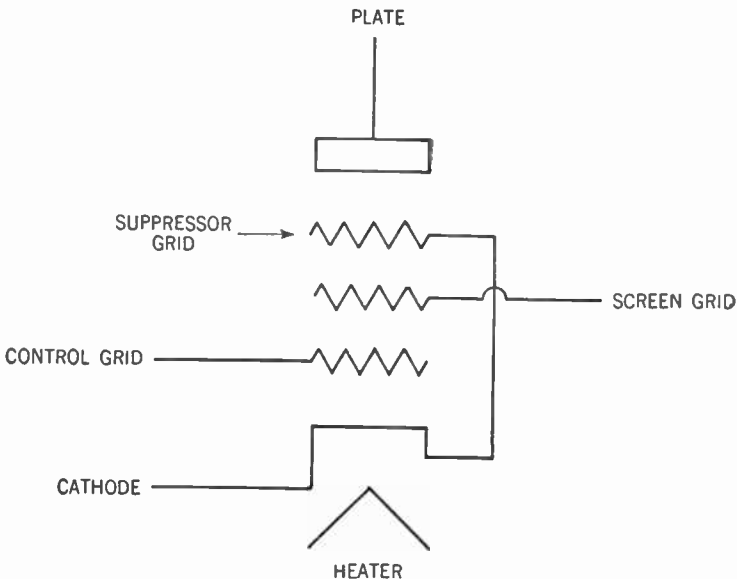 PLATE
SUPPRESSOR
GRID
SCREEN GRID
CONTROL GRID
CATHODE
HEATER